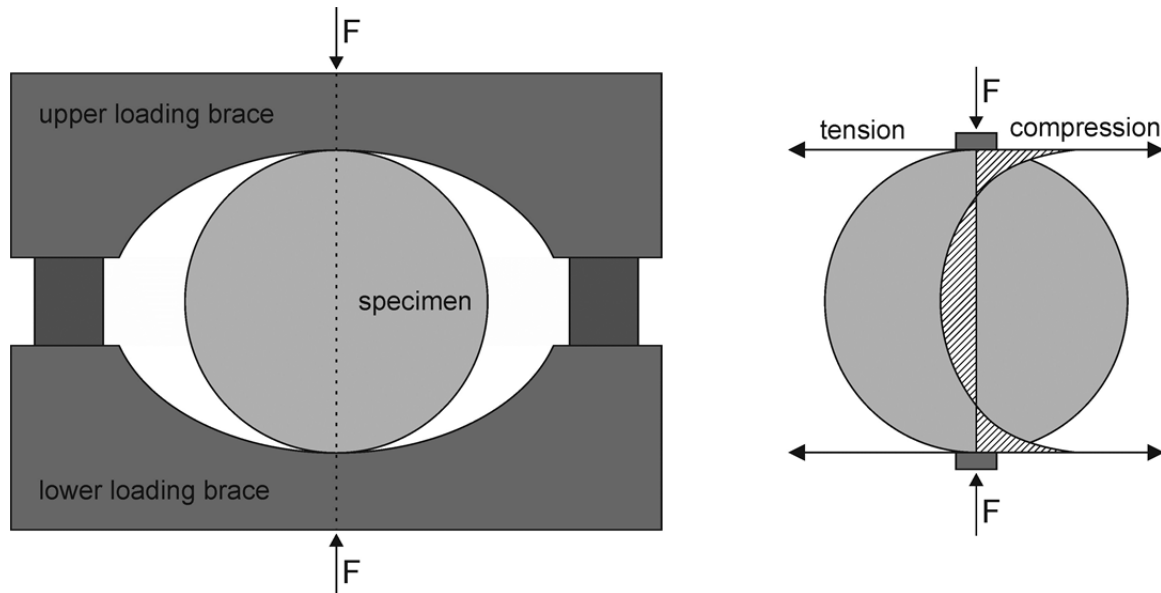 F
upper loading brace
specimen
lower loading brace
F
F
tension
compression
F